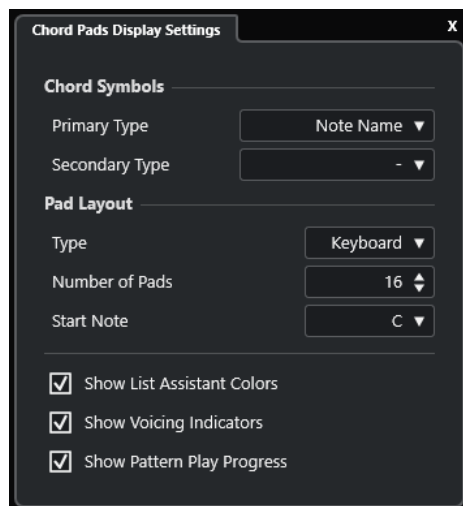 Chord Pads Display Settings X
Chord Symbols
Primary Type Note Name
Secondary Type -
Pad Layout
Type Keyboard
Number of Pads 16
Start Note C
Show List Assistant Colors
Show Voicing Indicators
Show Pattern Play Progress